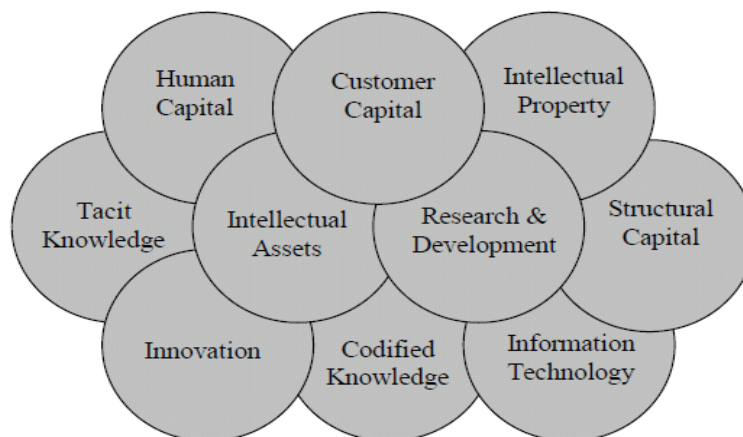 Human
Capital
Customer
Capital
Intellectual
Property
Tacit
Knowledge
Intellectual
Assets
Research &
Development
Structural
Capital
Innovation
Codified
Knowledge
Information
Technology